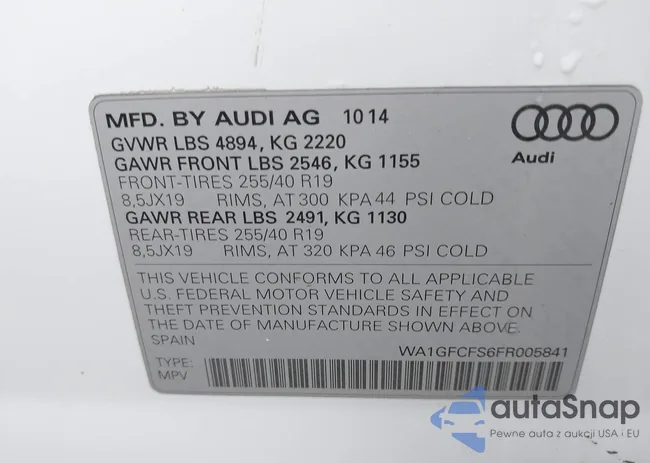 MFD. BY AUDI AG 10 14
GVWR LBS 4894, KG 2220
GAWR FRONT LBS 2546, KG 1155
FRONT-TIRES 255/40 R19
8,5JX19 RIMS, AT 300 KPA 44 PSI COLD
GAWR REAR LBS 2491, KG 1130
REAR-TIRES 255/40 R19
8,5JX19 RIMS, AT 320 KPA 46 PSI COLD
Audi
THIS VEHICLE CONFORMS TO ALL APPLICABLE
U.S. FEDERAL MOTOR VEHICLE SAFETY AND
THEFT PREVENTION STANDARDS IN EFFECT ON
THE DATE OF MANUFACTURE SHOWN ABOVE.
SPAIN
WA1GFCFS6FR005841
TYPE:
MPV
autaSnap
Pewne auta z aukcji USA i EU